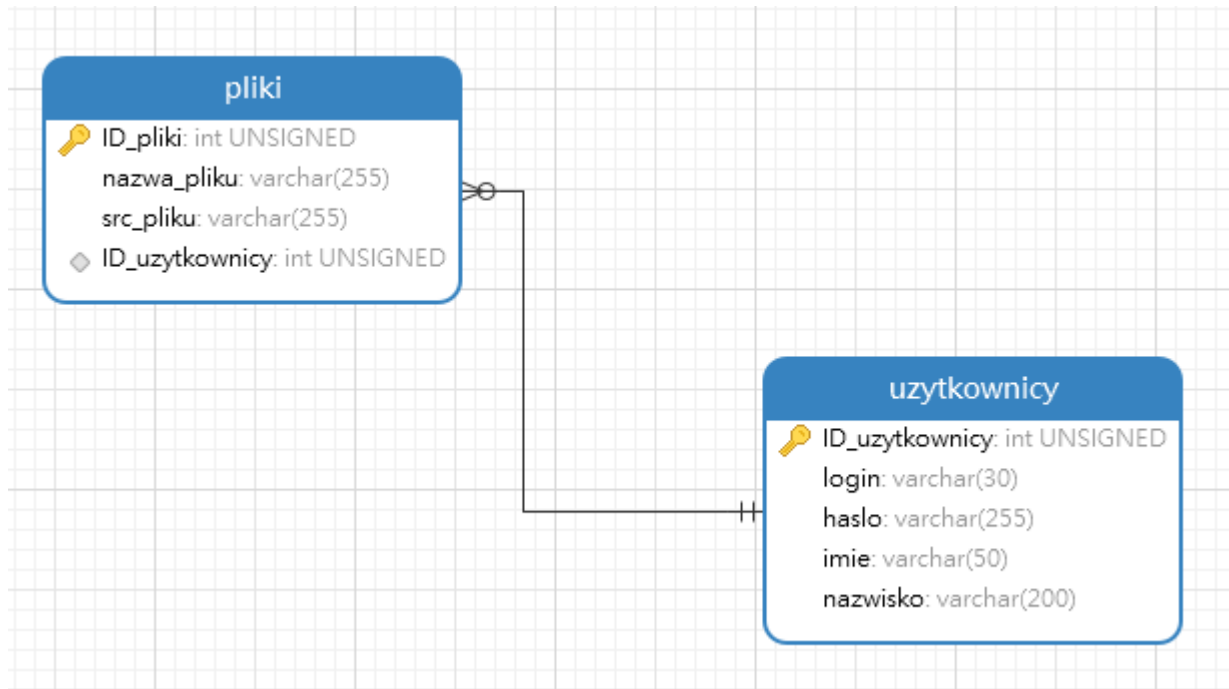 pliki
ID_pliki: int UNSIGNED
nazwa_pliku: varchar(255)
src_pliku: varchar(255)
ID_uzytkownicy: int UNSIGNED
uzytkownicy
ID_uzytkownicy: int UNSIGNED
login: varchar(30)
haslo: varchar(255)
imie: varchar(50)
nazwisko: varchar(200)